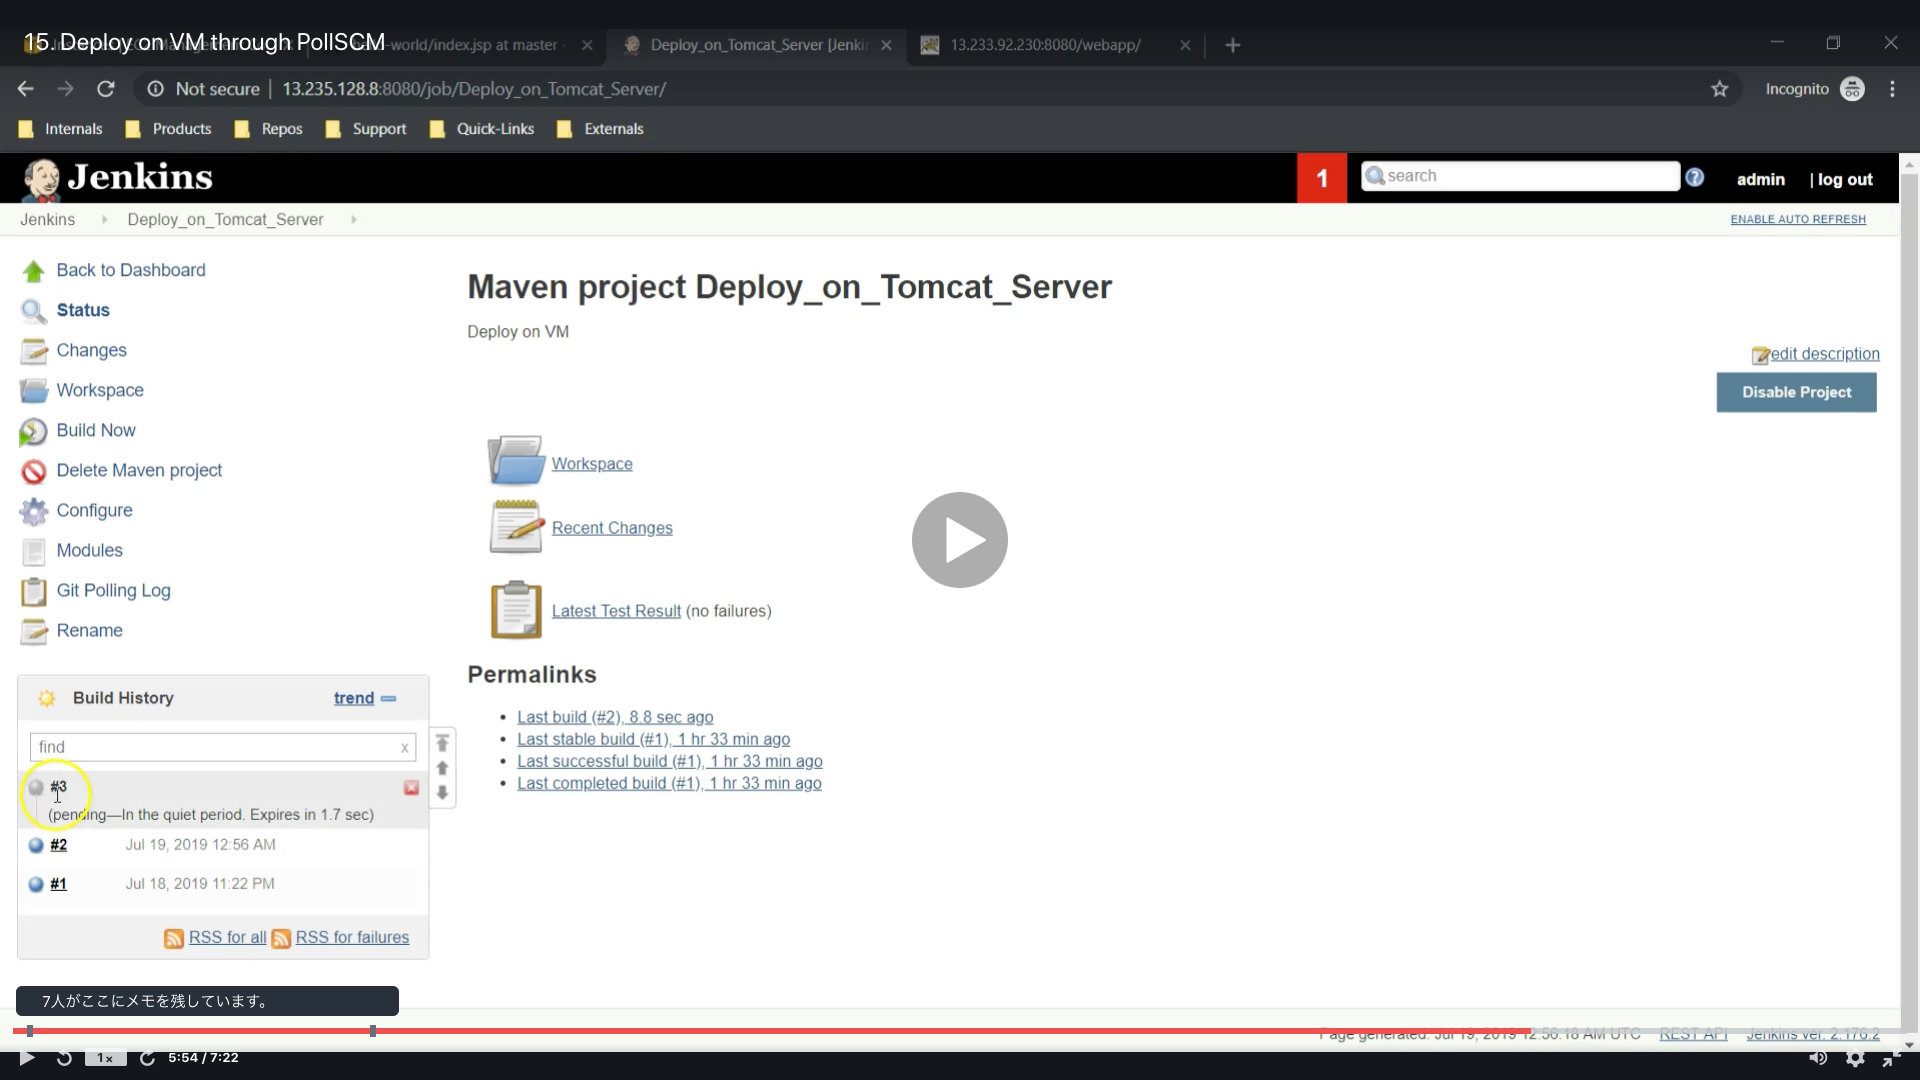 15. Deploy on VM through PollSCM
-world/index.jsp at master ·
Deploy_on_Tomcat_Server [Jenki
13.233.92.230:8080/webapp/
Not secure | 13.235.128.8:8080/job/Deploy_on_Tomcat_Server/
Incognito
Internals
Products
Repos
Support
Quick-Links
Externals
Jenkins
1
search
admin
| log out
Jenkins
Deploy_on_Tomcat_Server
ENABLE AUTO REFRESH
Back to Dashboard
Status
Changes
Workspace
Build Now
Delete Maven project
Configure
Modules
Git Polling Log
Rename
Maven project Deploy_on_Tomcat_Server
Deploy on VM
edit description
Disable Project
Workspace
Recent Changes
Latest Test Result (no failures)
Permalinks
• Last build (#2), 8.8 sec ago
• Last stable build (#1), 1 hr 33 min ago
• Last successful build (#1), 1 hr 33 min ago
• Last completed build (#1), 1 hr 33 min ago
Build History
trend
find
x
#3
(pending—In the quiet period. Expires in 1.7 sec)
#2 Jul 19, 2019 12:56 AM
#1 Jul 18, 2019 11:22 PM
RSS for all
RSS for failures
7人がここにメモを残しています。
Page generated: Jul 19, 2019 12:56:18 AM UTC
REST API
Jenkins ver. 2.176.2
1x
5:54 / 7:22